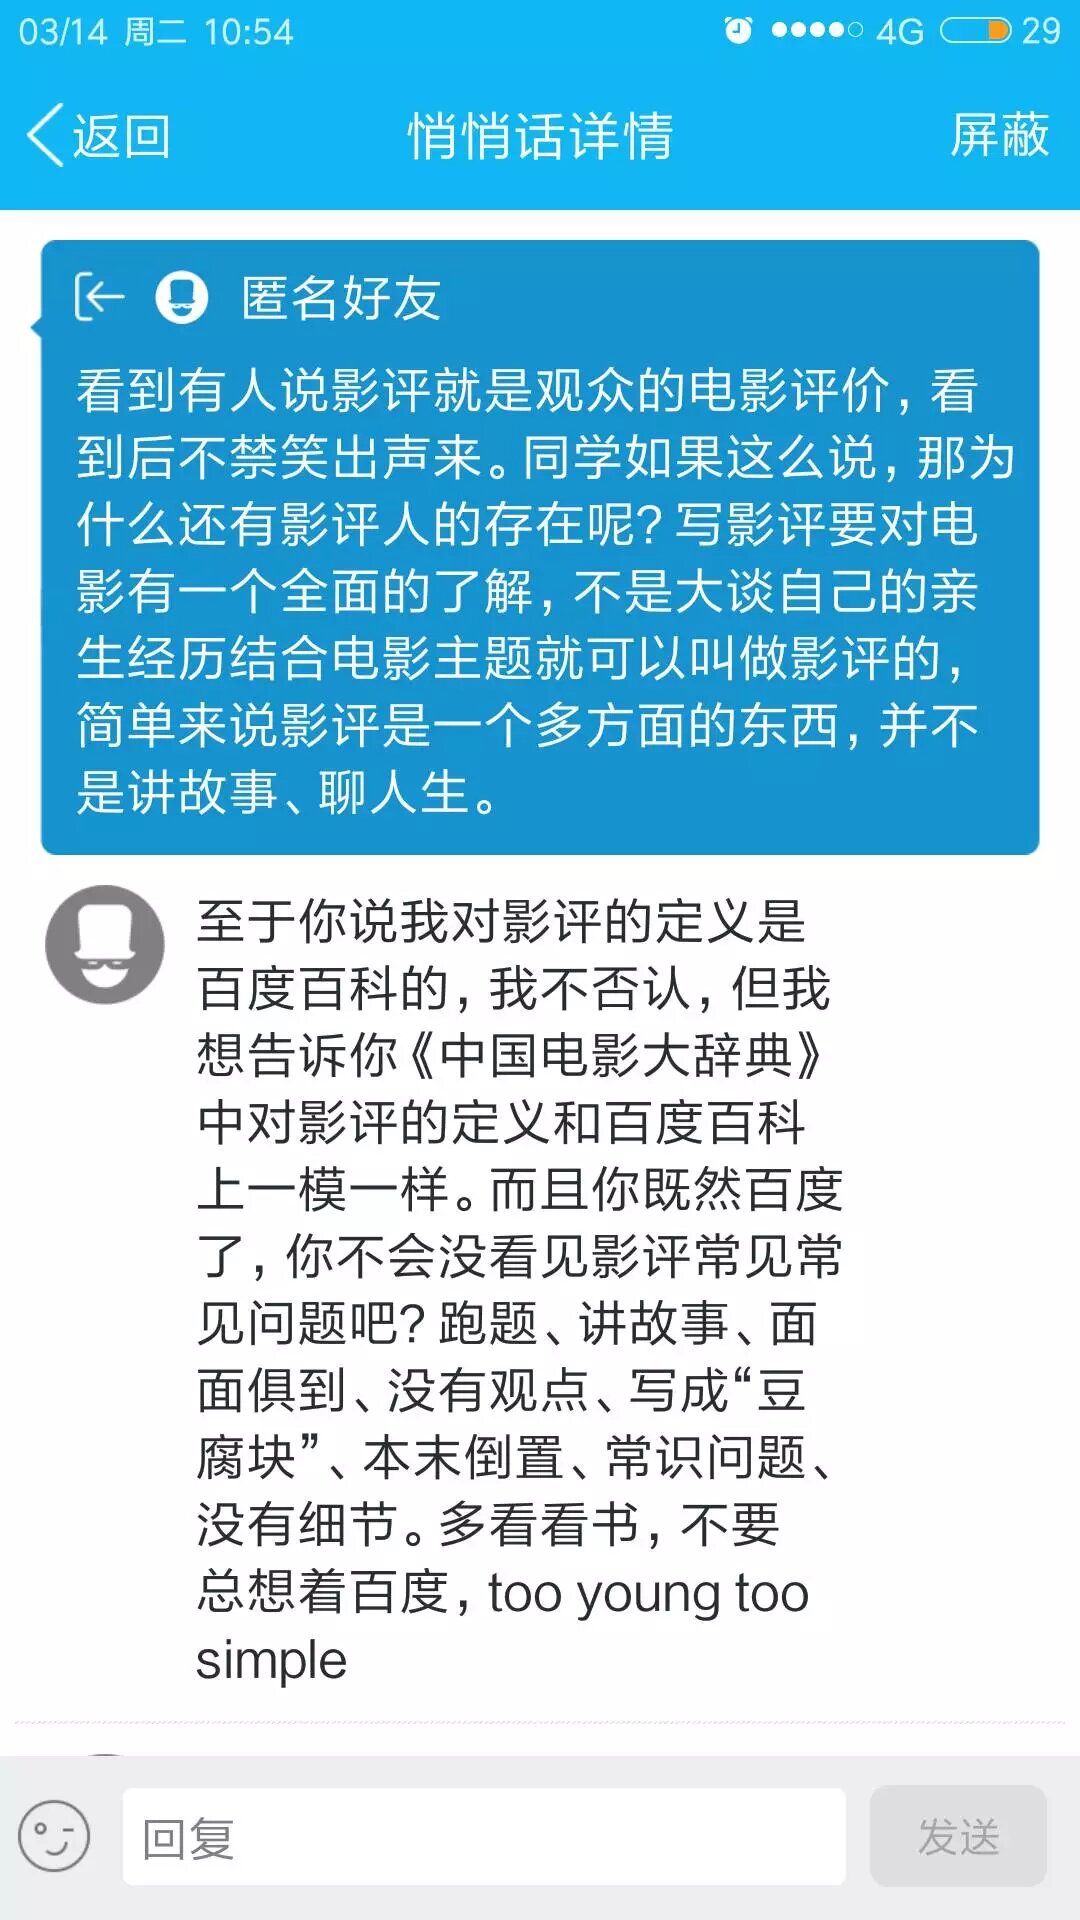 03/14 周二 10:54 4G 29
返回 悄悄话详情 屏蔽
匿名好友
看到有人说影评就是观众的电影评价，看
到后不禁笑出声来。同学如果这么说，那为
什么还有影评人的存在呢？写影评要对电
影有一个全面的了解，不是大谈自己的亲
生经历结合电影主题就可以叫做影评的，
简单来说影评是一个多方面的东西，并不
是讲故事、聊人生。
至于你说我对影评的定义是
百度百科的，我不否认，但我
想告诉你《中国电影大辞典》
中对影评的定义和百度百科
上一模一样。而且你既然百度
了，你不会没看见影评常见常
见问题吧？跑题、讲故事、面
面俱到、没有观点、写成“豆
腐块”、本末倒置、常识问题、
没有细节。多看看书，不要
总想着百度，too young too
simple
回复 发送